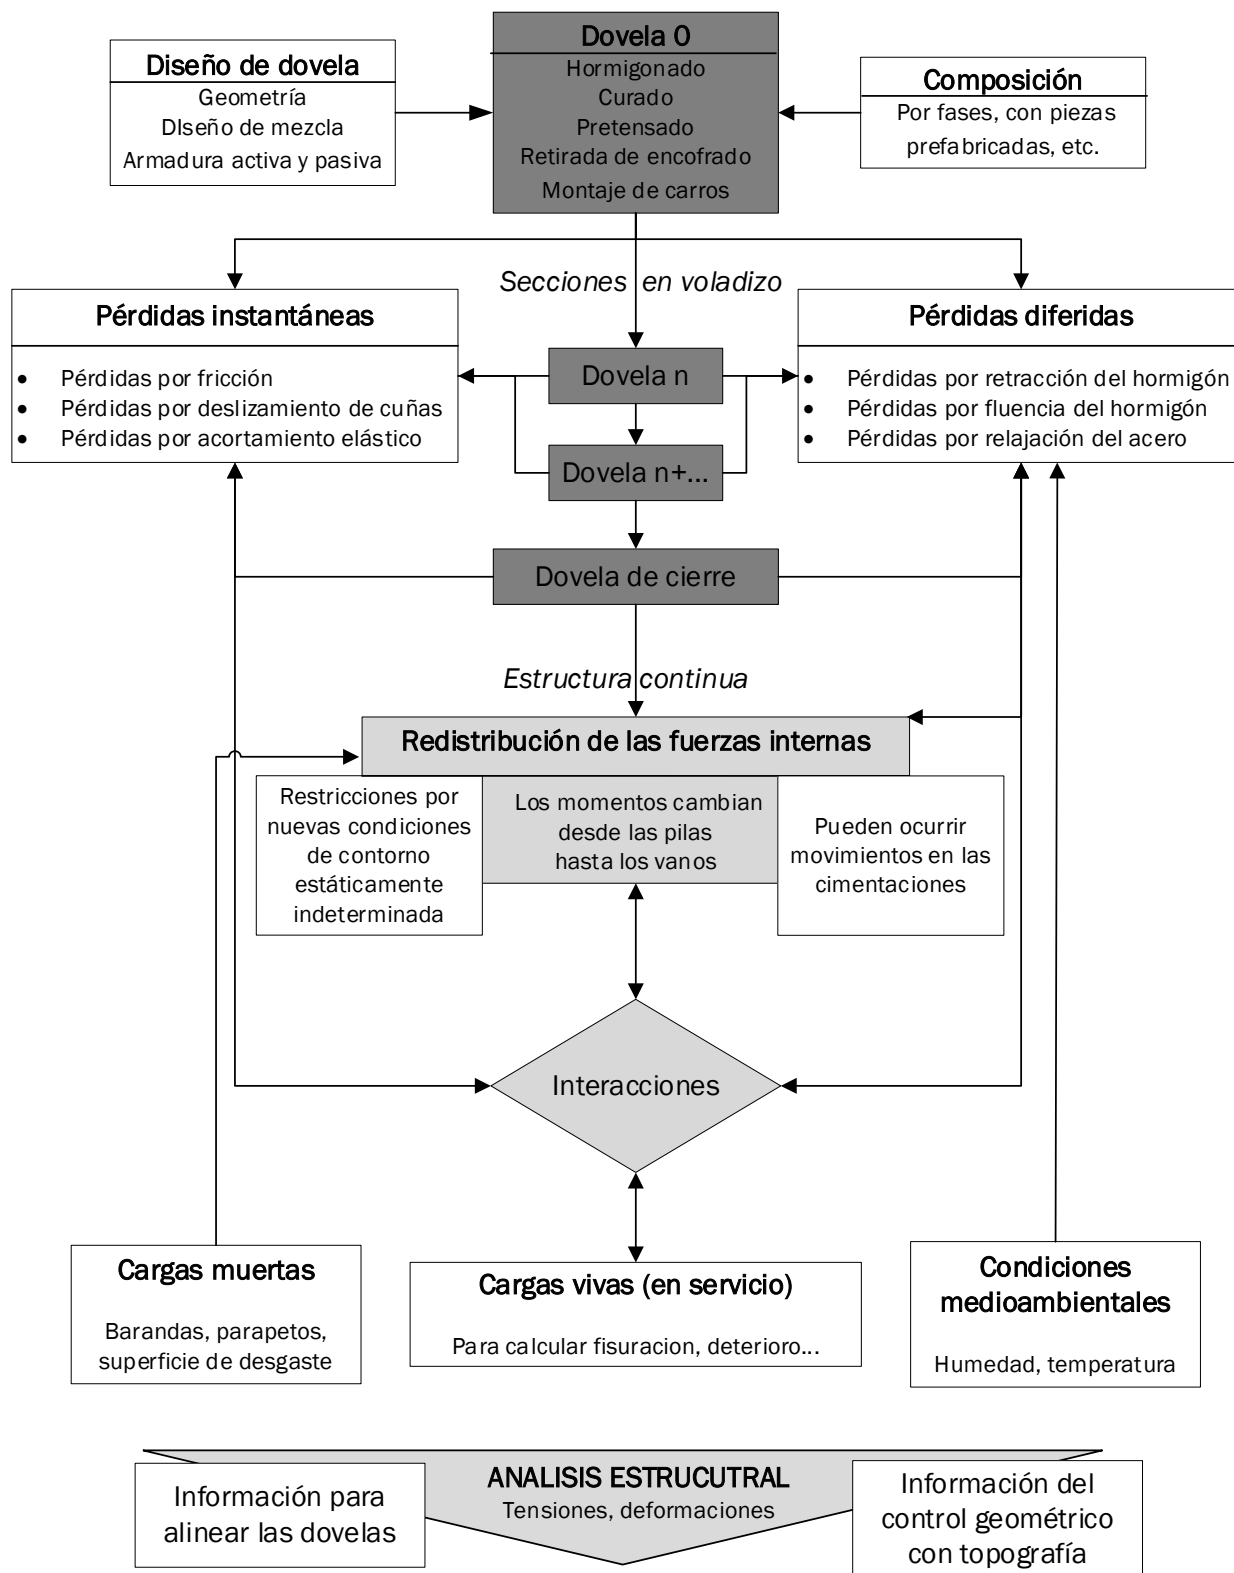 Dovela 0
Hormigonado
Curado
Pretensado
Retirada de encofrado
Montaje de carros
Diseño de dovela
Geometría
DIseño de mezcla
Armadura activa y pasiva
Composición
Por fases, con piezas
prefabricadas, etc.
Secciones en voladizo
Pérdidas instantáneas
• Pérdidas por fricción
• Pérdidas por deslizamiento de cuñas
• Pérdidas por acortamiento elástico
Dovela n
Dovela n+...
Pérdidas diferidas
• Pérdidas por retracción del hormigón
• Pérdidas por fluencia del hormigón
• Pérdidas por relajación del acero
Dovela de cierre
Estructura continua
Redistribución de las fuerzas internas
Restricciones por
nuevas condiciones
de contorno
estáticamente
indeterminada
Los momentos cambian
desde las pilas
hasta los vanos
Pueden ocurrir
movimientos en las
cimentaciones
Interacciones
Cargas muertas
Barandas, parapetos,
superficie de desgaste
Cargas vivas (en servicio)
Para calcular fisuracion, deterioro...
Condiciones
medioambientales
Humedad, temperatura
ANALISIS ESTRUCUTRAL
Tensiones, deformaciones
Información para
alinear las dovelas
Información del
control geométrico
con topografía